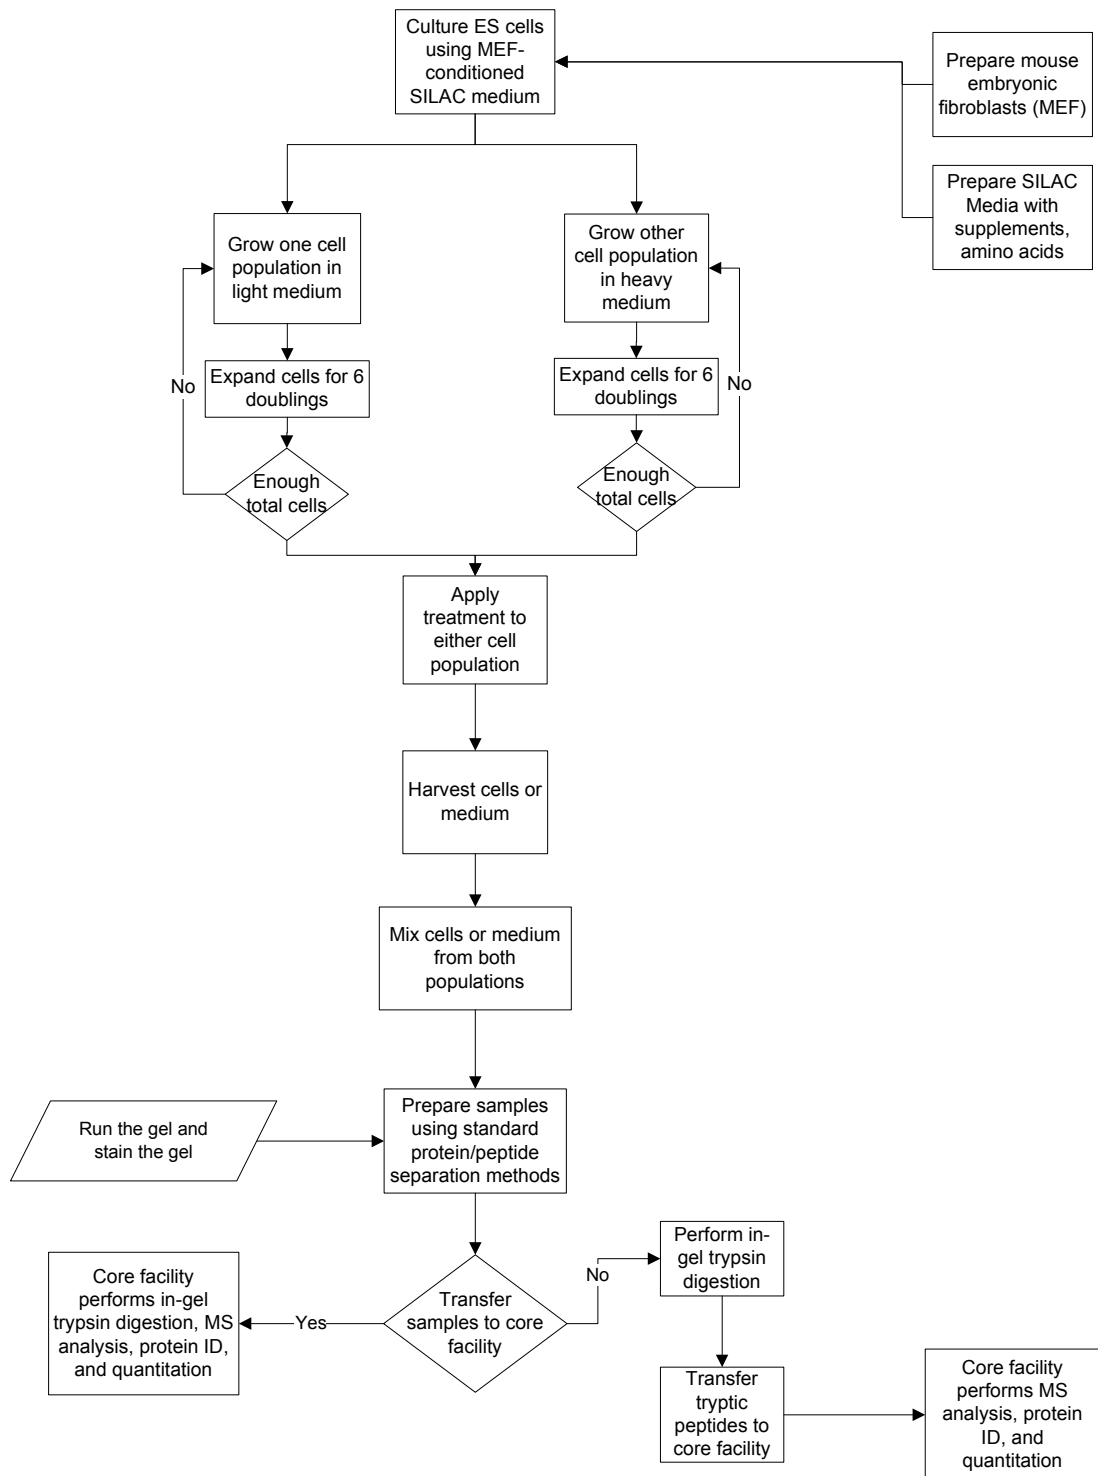 Culture ES cells
using MEF-
conditioned
SILAC medium
Prepare mouse
embryonic
fibroblasts (MEF)
Prepare SILAC
Media with
supplements,
amino acids
Grow one cell
population in
light medium
Grow other
cell population
in heavy
medium
No
Expand cells for 6
doublings
Expand cells for 6
doublings
No
Enough
total cells
Enough
total cells
Apply
treatment to
either cell
population
Harvest cells or
medium
Mix cells or medium
from both
populations
Run the gel and
stain the gel
Prepare samples
using standard
protein/peptide
separation methods
Core facility
performs in-gel
trypsin digestion, MS
analysis, protein ID,
and quantitation
Yes
Transfer
samples to core
facility
No
Perform in-
gel trypsin
digestion
Transfer
tryptic
peptides to
core facility
Core facility
performs MS
analysis, protein
ID, and
quantitation